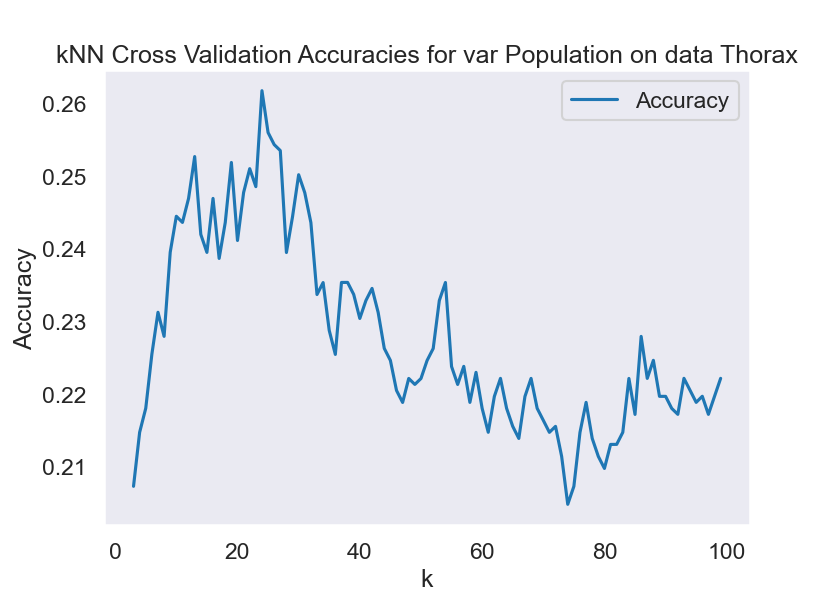 kNN Cross Validation Accuracies for var Population on data Thorax
Accuracy
0.26
0.25
0.24
0.23
0.22
0.21
Accuracy
0 20 40 60 80 100
k